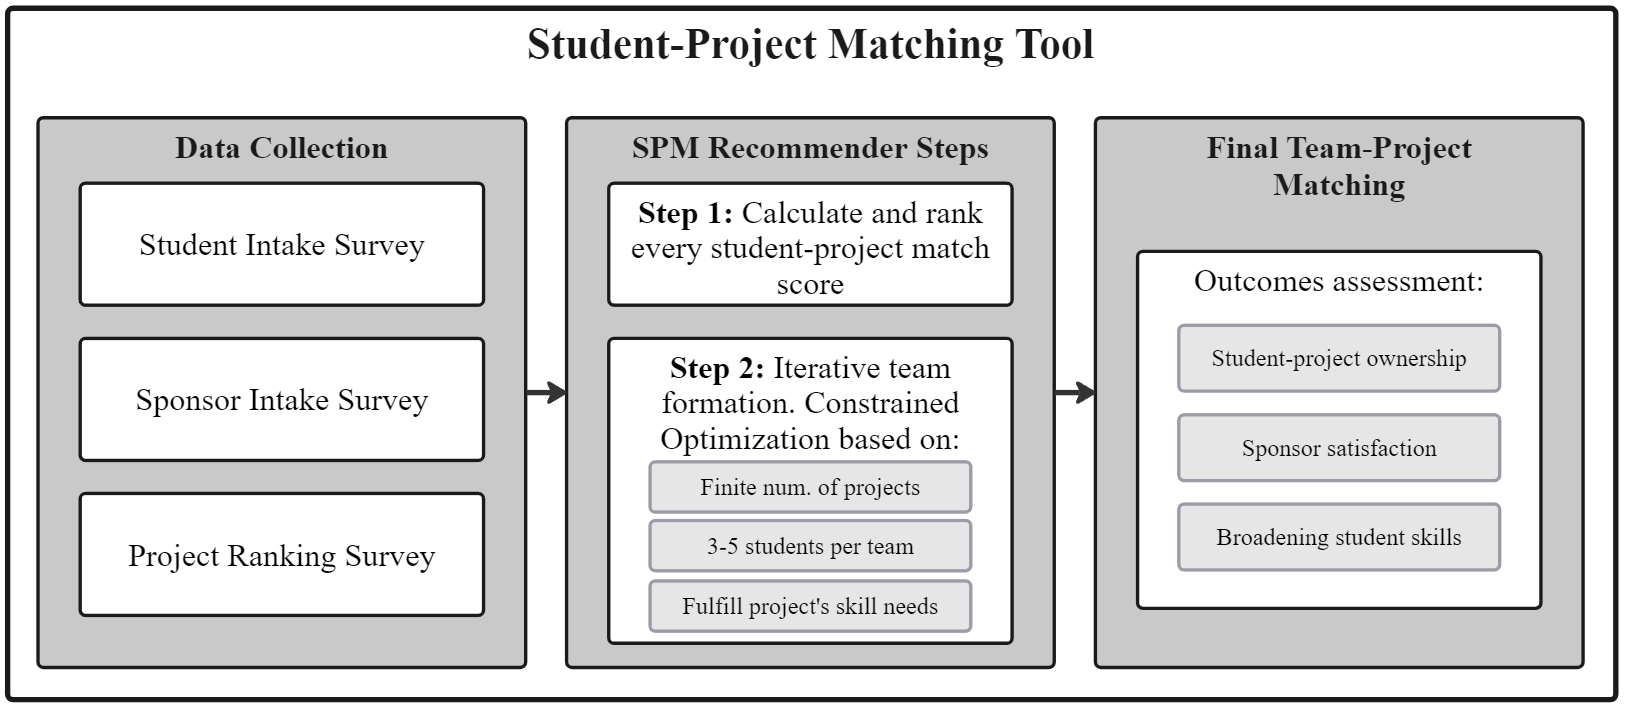 Student-Project Matching Tool
Data Collection
Student Intake Survey
Sponsor Intake Survey
Project Ranking Survey
SPM Recommender Steps
Step 1: Calculate and rank
every student-project match
score
Step 2: Iterative team
formation. Constrained
Optimization based on:
Finite num. of projects
3-5 students per team
Fulfill project's skill needs
Final Team-Project
Matching
Outcomes assessment:
Student-project ownership
Sponsor satisfaction
Broadening student skills